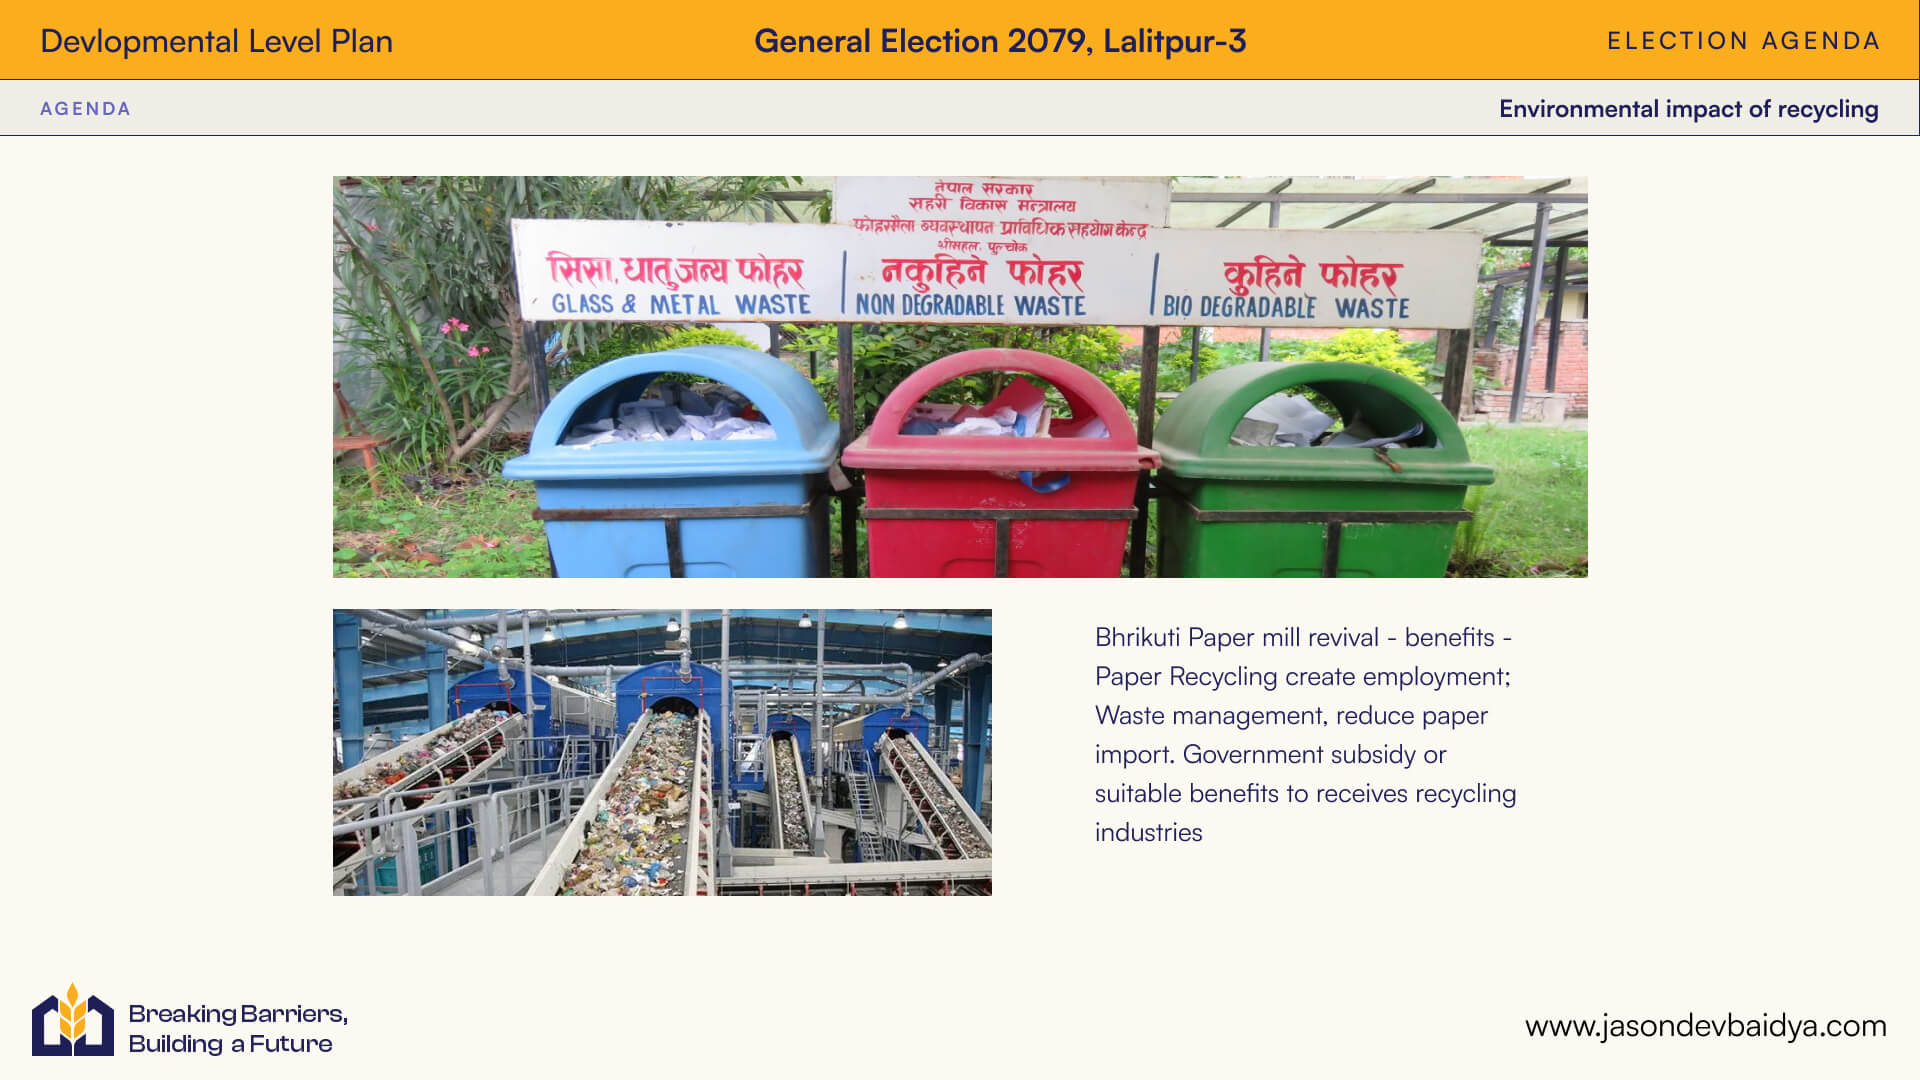 Devlopmental Level Plan
General Election 2079, Lalitpur-3
ELECTION AGENDA
AGENDA
Environmental impact of recycling
नेपाल सरकार
सहरी विकास मन्त्रालय
फोहरमैला ब्यवस्थापन प्राविधिक सहयोग केन्द्र
श्रीमहल, पुल्चोक
सिसा, धातुजन्य फोहर
GLASS & METAL WASTE
नकुहिने फोहर
NON DEGRADABLE WASTE
कुहिने फोहर
BIO DEGRADABLE WASTE
Bhrikuti Paper mill revival - benefits -
Paper Recycling create employment;
Waste management, reduce paper
import. Government subsidy or
suitable benefits to receives recycling
industries
Breaking Barriers,
Building a Future
www.jasondevbaidya.com